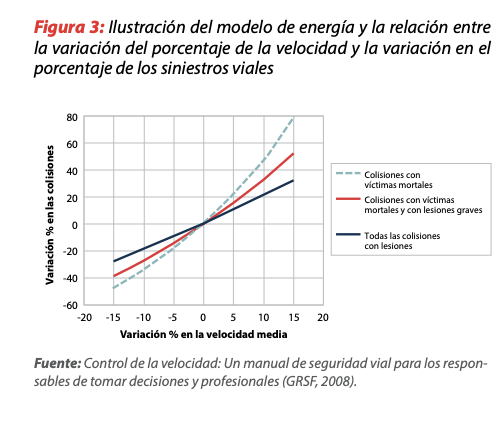 Figura 3: Ilustración del modelo de energía y la relación entre
la variación del porcentaje de la velocidad y la variación en el
porcentaje de los siniestros viales
80
60
40
20
0
-20
-40
-60
Variación % en las colisiones
-20 -15 -10 -5 0 5 10 15 20
Variación % en la velocidad media
Colisiones con
víctimas mortales
Colisiones con víctimas
mortales y con lesiones graves
Todas las colisiones
con lesiones
Fuente: Control de la velocidad: Un manual de seguridad vial para los respon-
sables de tomar decisiones y profesionales (GRSF, 2008).